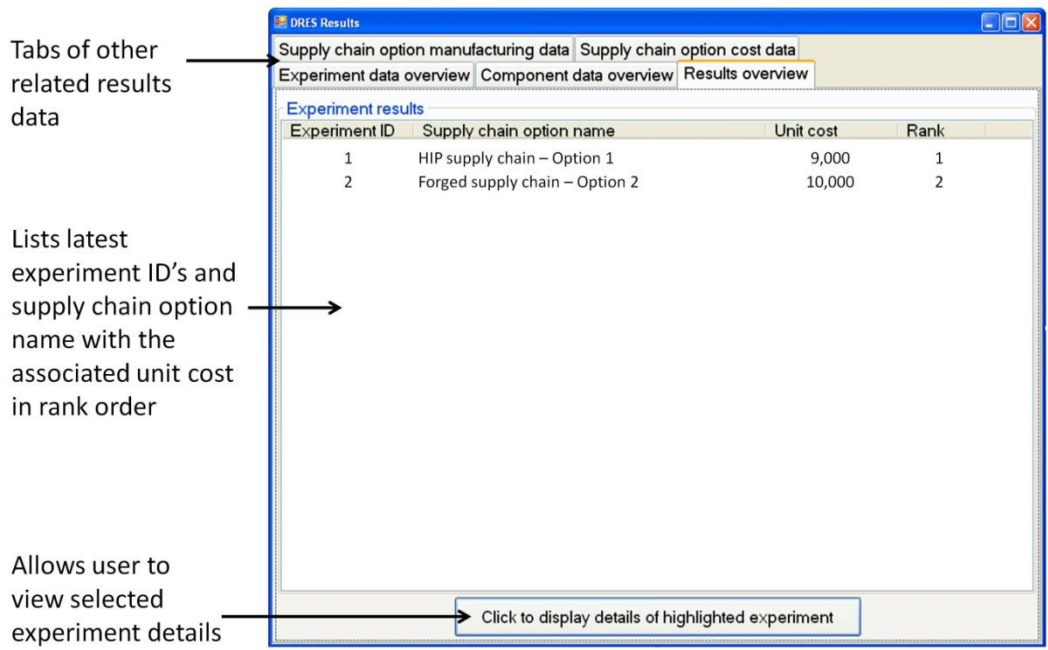 DRES Results
Tabs of other
related results
data
Supply chain option manufacturing data Supply chain option cost data
Experiment data overview Component data overview Results overview
Experiment results
Experiment ID Supply chain option name Unit cost Rank
1 HIP supply chain – Option 1 9,000 1
2 Forged supply chain – Option 2 10,000 2
Lists latest
experiment ID’s and
supply chain option
name with the
associated unit cost
in rank order
Allows user to
view selected
experiment details
Click to display details of highlighted experiment